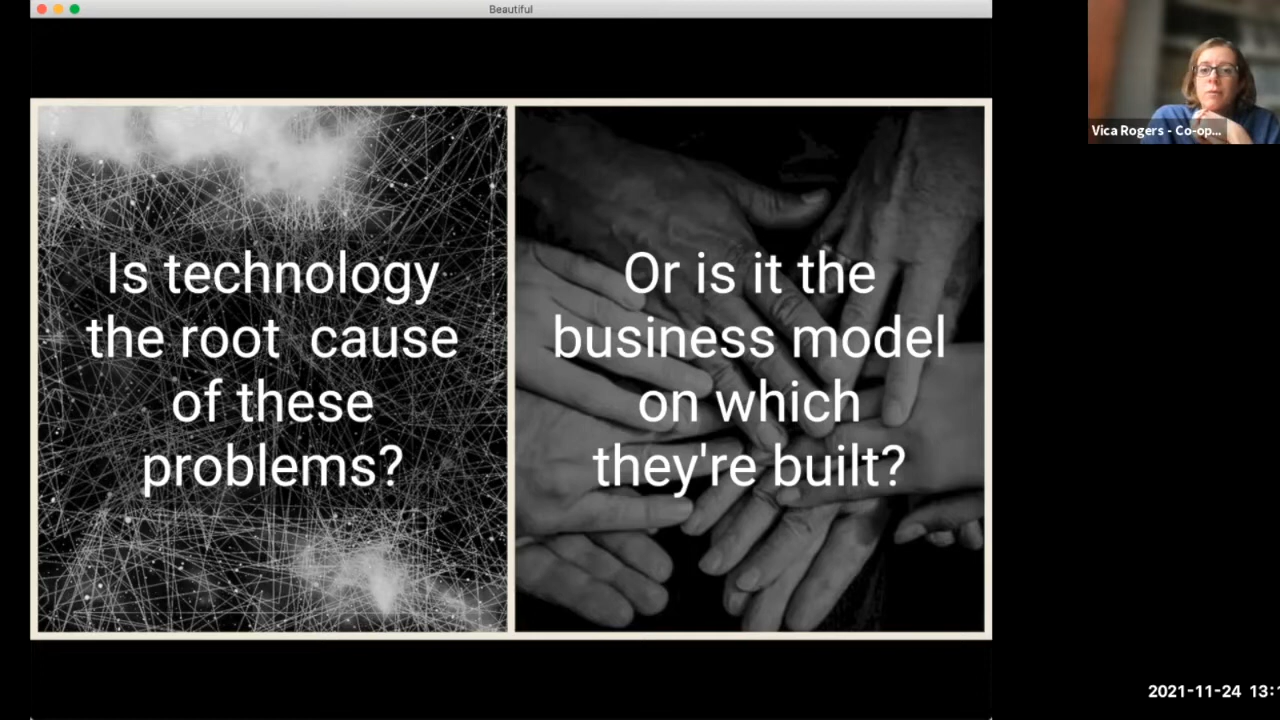 Beautiful
Is technology
the root  cause
of these
problems?
Or is it the
business model
on which
they're built?
Vica Rogers - Co-op...
2021-11-24 13: